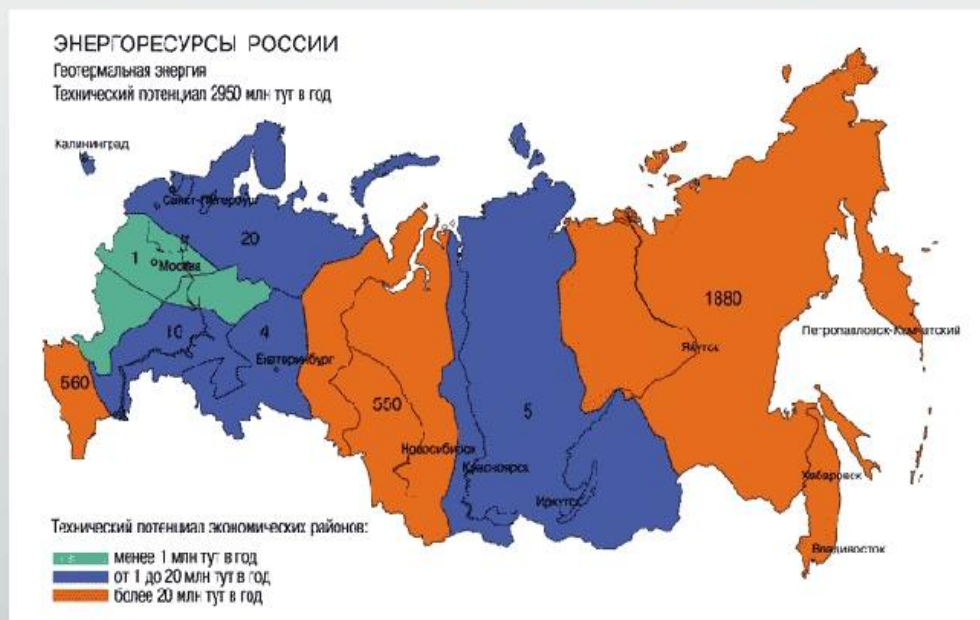 ЭНЕРГОРЕСУРСЫ РОССИИ
Геотермальная энергия
Технический потенциал 2950 млн тут в год
Калининград
Санкт-Петербург
20
1
Москва
1880
10
4
Петропавловск-Камчатский
Якутск
Екатеринбург
560
550
5
Новосибирск
Красноярск
Хабаровск
Иркутск
Технический потенциал экономических районов:
Владивосток
менее 1 млн тут в год
от 1 до 20 млн тут в год
более 20 млн тут в год